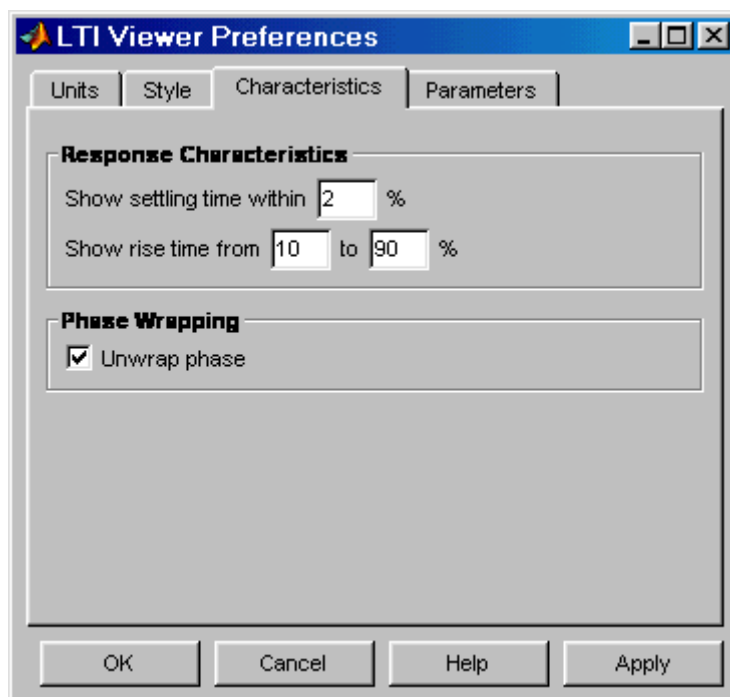 LTI Viewer Preferences
Units Style Characteristics Parameters
Response Characteristics
Show settling time within 2 %
Show rise time from 10 to 90 %
Phase Wrapping
Unwrap phase
OK Cancel Help Apply